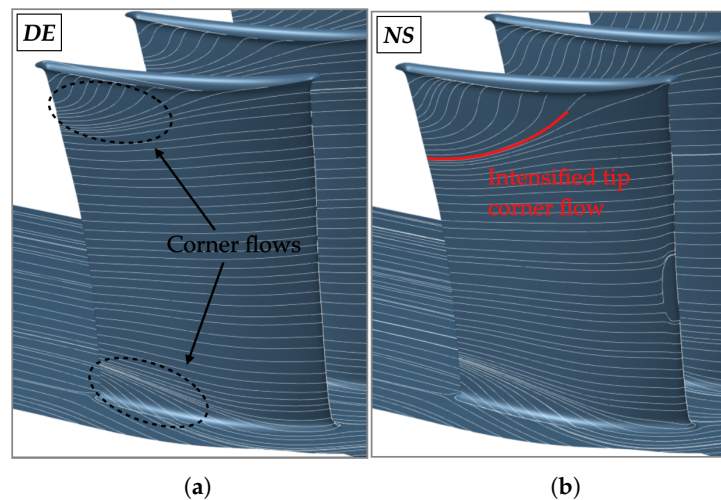 DE
NS
Intensified tip
corner flow
Corner flows
(a)
(b)